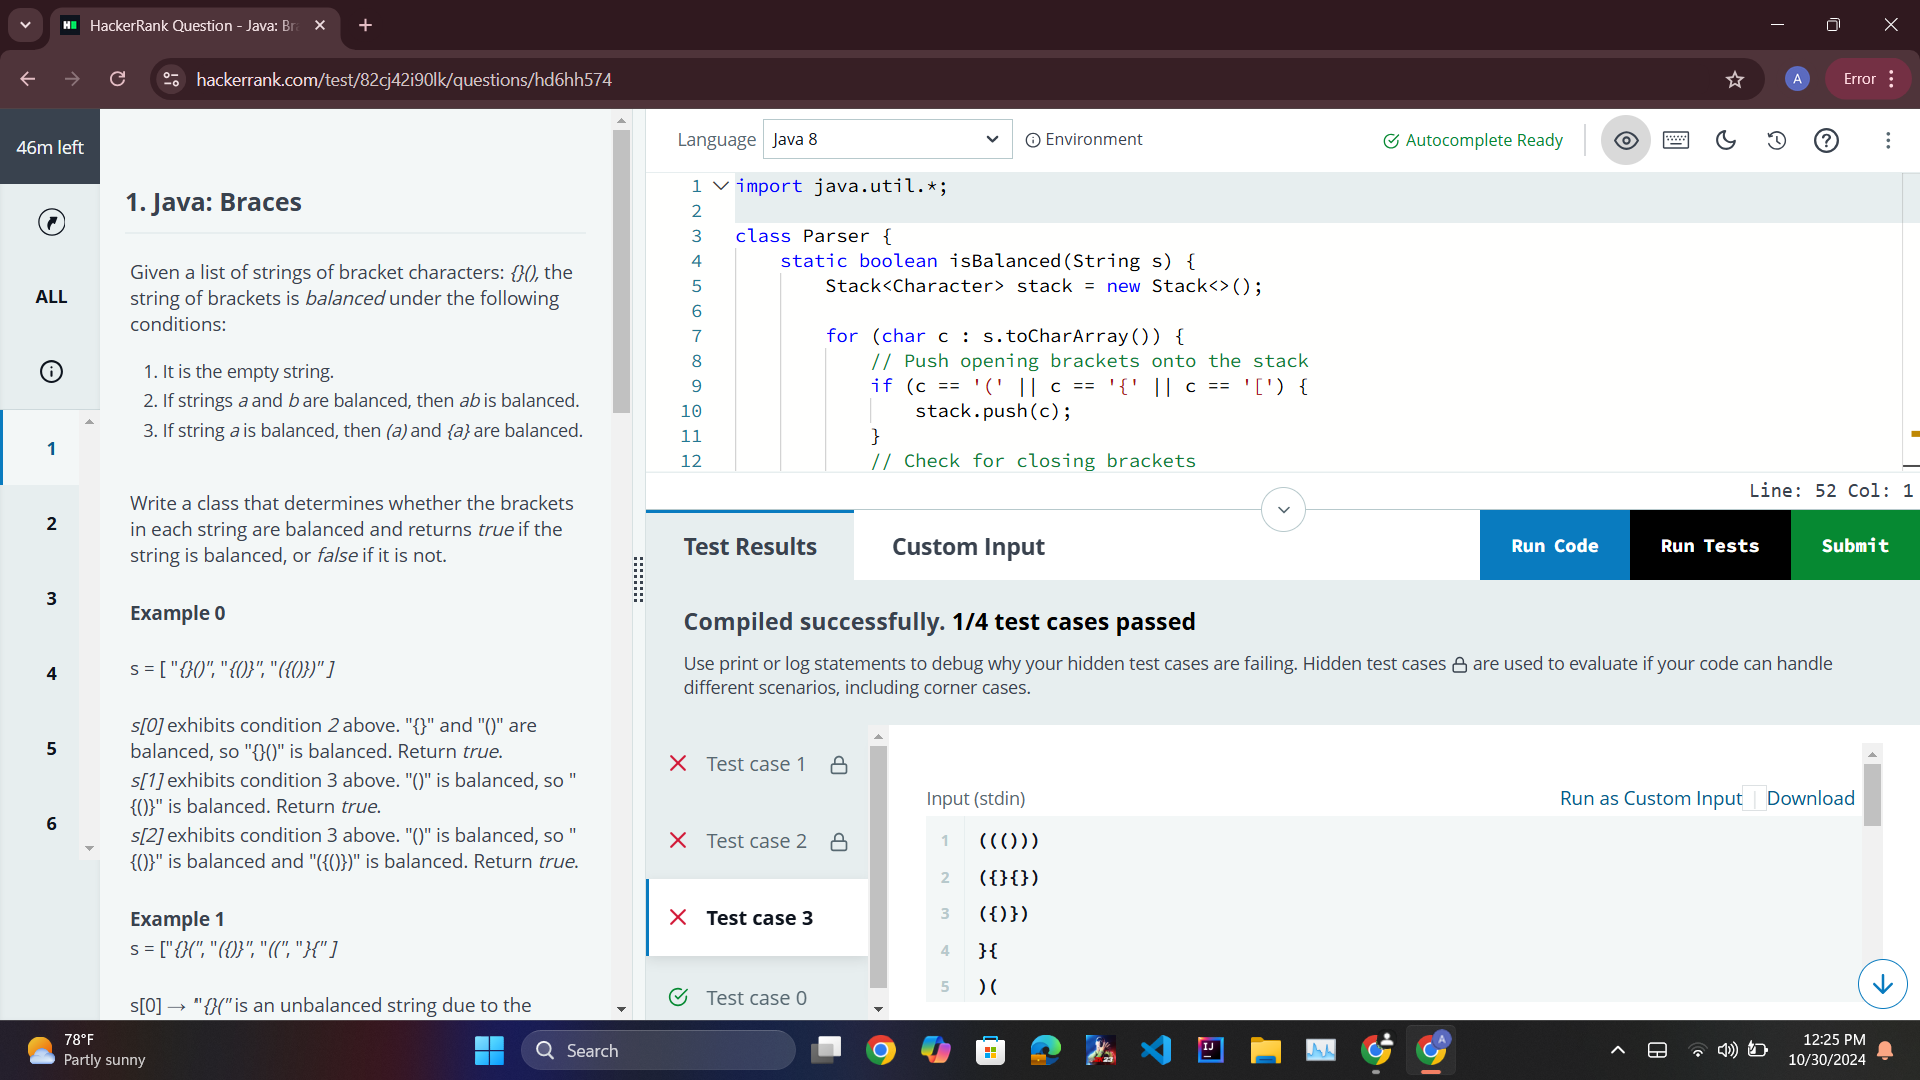 HackerRank Question - Java: Br
hackerrank.com/test/82cj42i90lk/questions/hd6hh574
A
Error
46m left
ALL
1
2
3
4
5
6
1. Java: Braces
Given a list of strings of bracket characters: {}(), the
string of brackets is balanced under the following
conditions:
1. It is the empty string.
2. If strings a and b are balanced, then ab is balanced.
3. If string a is balanced, then (a) and {a} are balanced.
Write a class that determines whether the brackets
in each string are balanced and returns true if the
string is balanced, or false if it is not.
Example 0
s = [ "{}()", "{()}", "({()})" ]
s[0] exhibits condition 2 above. "{}" and "()" are
balanced, so "{}()" is balanced. Return true.
s[1] exhibits condition 3 above. "()" is balanced, so "
{()}" is balanced. Return true.
s[2] exhibits condition 3 above. "()" is balanced, so "
{()}" is balanced and "({()})" is balanced. Return true.
Example 1
s = ["{}(", "({)}", "((", "}{" ]
s[0] → "{}(" is an unbalanced string due to the
Language
Java 8
Environment
Autocomplete Ready
1 import java.util.*;
2
3 class Parser {
4 static boolean isBalanced(String s) {
5 Stack<Character> stack = new Stack<>();
6
7 for (char c : s.toCharArray()) {
8 // Push opening brackets onto the stack
9 if (c == '(' || c == '{' || c == '[') {
10 stack.push(c);
11 }
12 // Check for closing brackets
Line: 52 Col: 1
Test Results
Custom Input
Run Code
Run Tests
Submit
Compiled successfully. 1/4 test cases passed
Use print or log statements to debug why your hidden test cases are failing. Hidden test cases are used to evaluate if your code can handle
different scenarios, including corner cases.
Test case 1
Test case 2
Test case 3
Test case 0
Input (stdin)
Run as Custom Input
Download
1 ((()))
2 ({}{})
3 ({)})
4 }{
5 )(
78°F
Partly sunny
Search
12:25 PM
10/30/2024